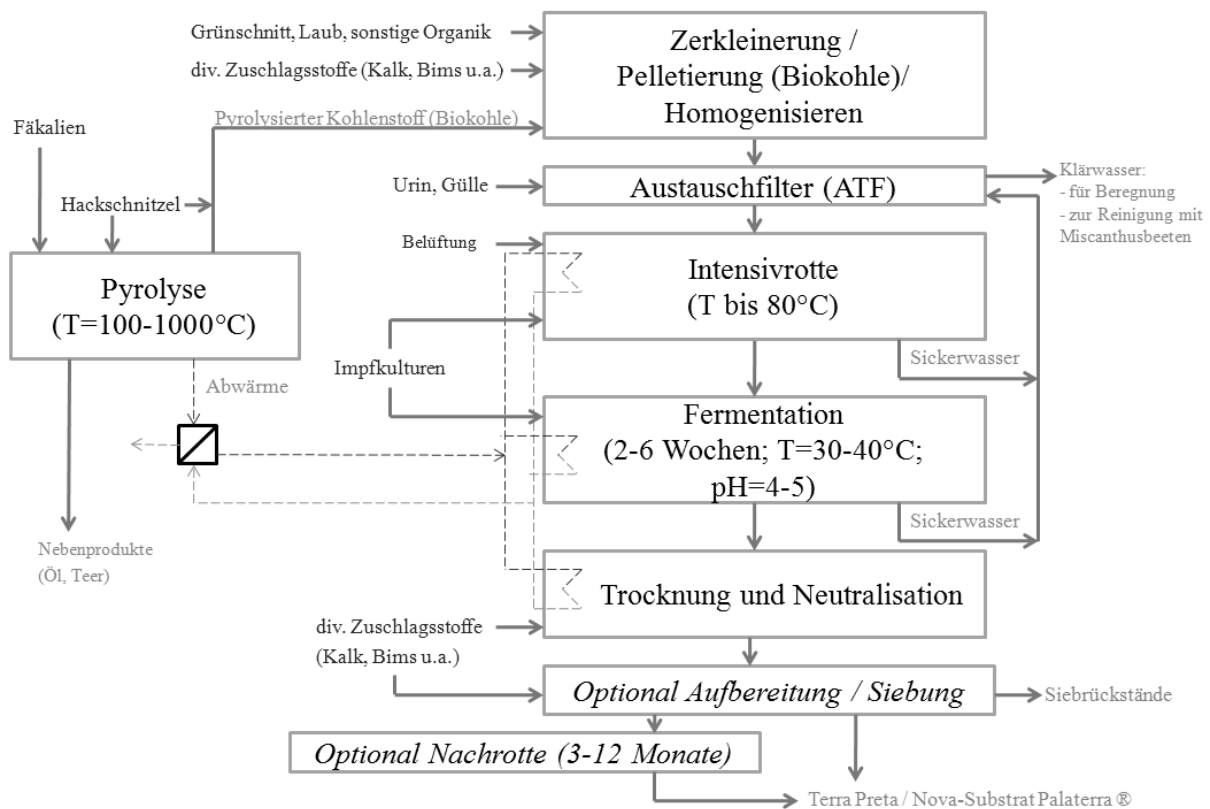 Grünschnitt, Laub, sonstige Organik
div. Zuschlagsstoffe (Kalk, Bims u.a.)
Zerkleinerung /
Pelletierung (Biokohle)/
Homogenisieren
Pyrolysierter Kohlenstoff (Biokohle)
Fäkalien
Hackschnitzel
Urin, Gülle
Austauschfilter (ATF)
Klärwasser:
- für Beregnung
- zur Reinigung mit
Miscanthusbeeten
Belüftung
Intensivrotte
(T bis 80°C)
Pyrolyse
(T=100-1000°C)
Impfkulturen
Sickerwasser
Abwärme
Fermentation
(2-6 Wochen; T=30-40°C;
pH=4-5)
Sickerwasser
Nebenprodukte
(Öl, Teer)
Trocknung und Neutralisation
div. Zuschlagsstoffe
(Kalk, Bims u.a.)
Optional Aufbereitung / Siebung
Siebrückstände
Optional Nachrotte (3-12 Monate)
Terra Preta / Nova-Substrat Palaterra ®